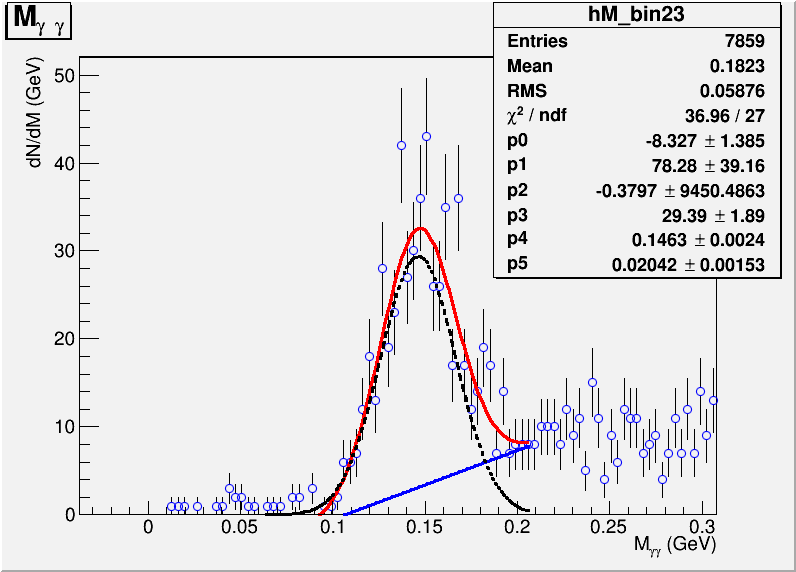 M γ γ
hM_bin23
Entries 7859
Mean 0.1823
RMS 0.05876
χ² / ndf 36.96 / 27
p0 -8.327 ± 1.385
p1 78.28 ± 39.16
p2 -0.3797 ± 9450.4863
p3 29.39 ± 1.89
p4 0.1463 ± 0.0024
p5 0.02042 ± 0.00153
dN/dM (GeV)
50
40
30
20
10
0
0 0.05 0.1 0.15 0.2 0.25 0.3
Mγγ (GeV)